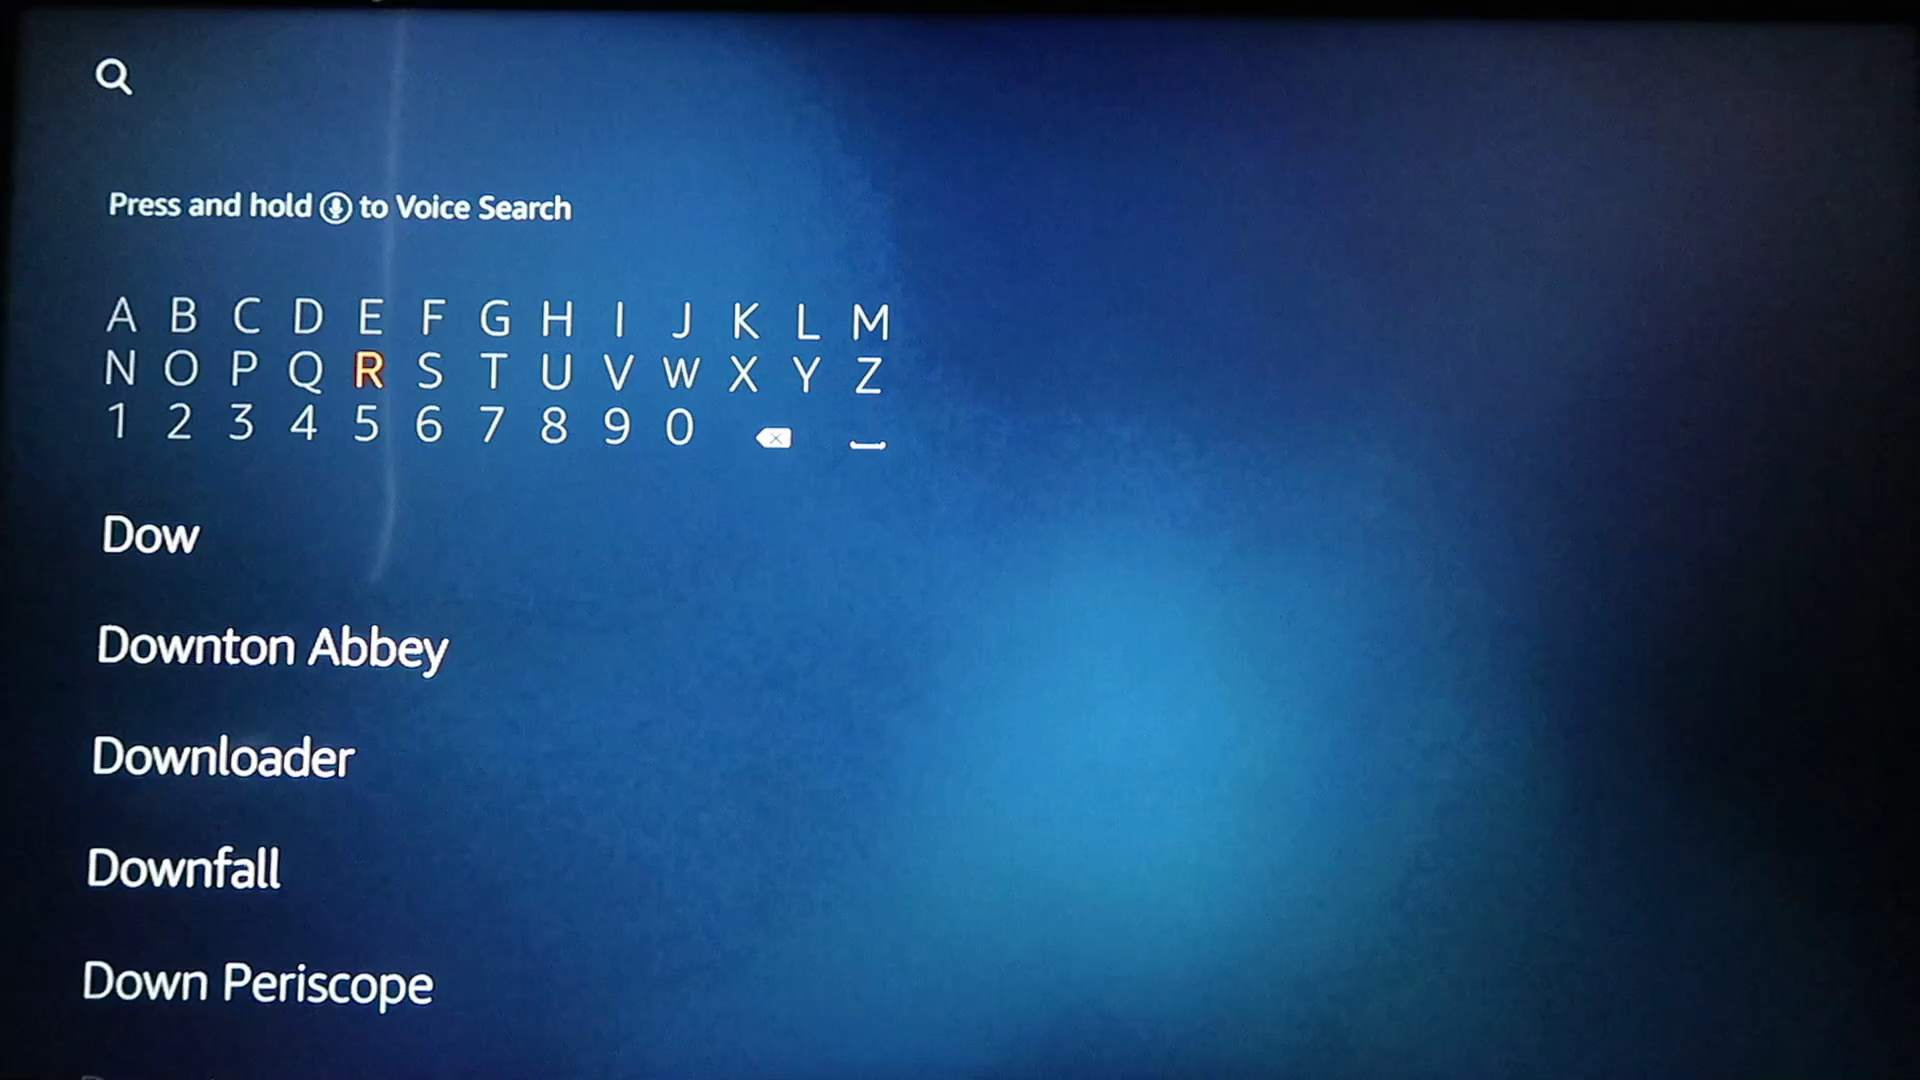 Press and hold to Voice Search
A B C D E F G H I J K L M
N O P Q R S T U V W X Y Z
1 2 3 4 5 6 7 8 9 0
Dow
Downton Abbey
Downloader
Downfall
Down Periscope